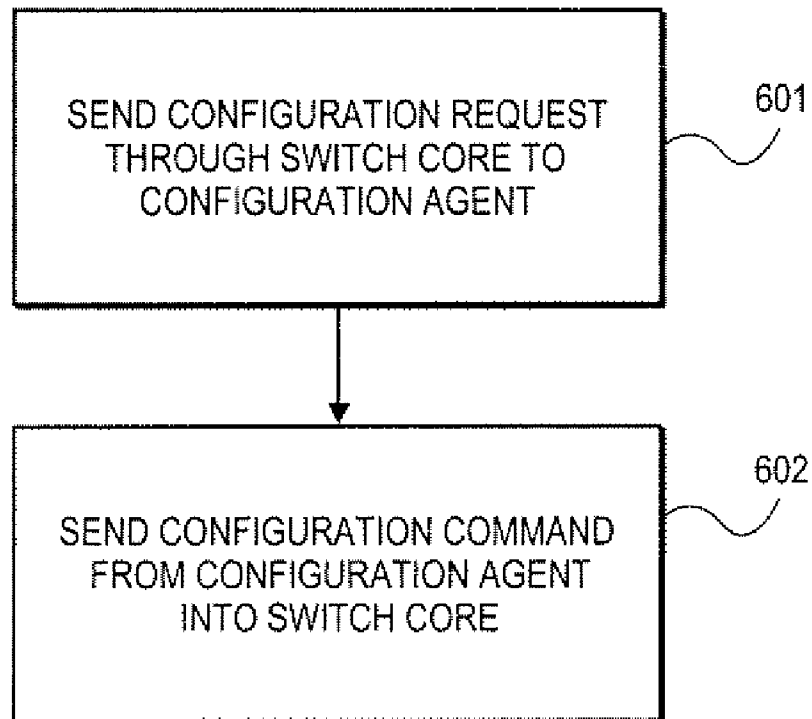 SEND CONFIGURATION REQUEST
THROUGH SWITCH CORE TO
CONFIGURATION AGENT
601
SEND CONFIGURATION COMMAND
FROM CONFIGURATION AGENT
INTO SWITCH CORE
602